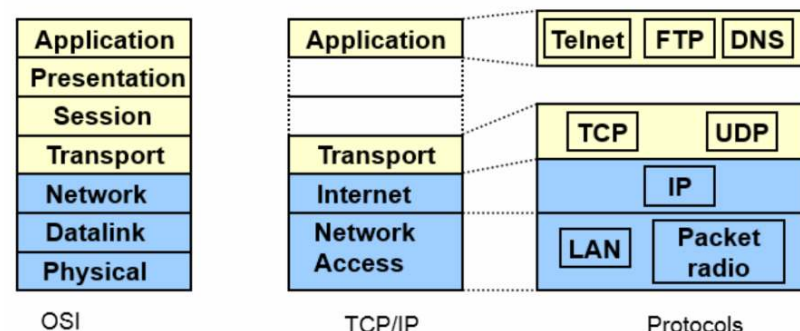 Application
Presentation
Session
Transport
Network
Datalink
Physical
OSI
Application
Transport
Internet
Network
Access
TCP/IP
Telnet FTP DNS
TCP UDP
IP
LAN Packet
radio
Protocols